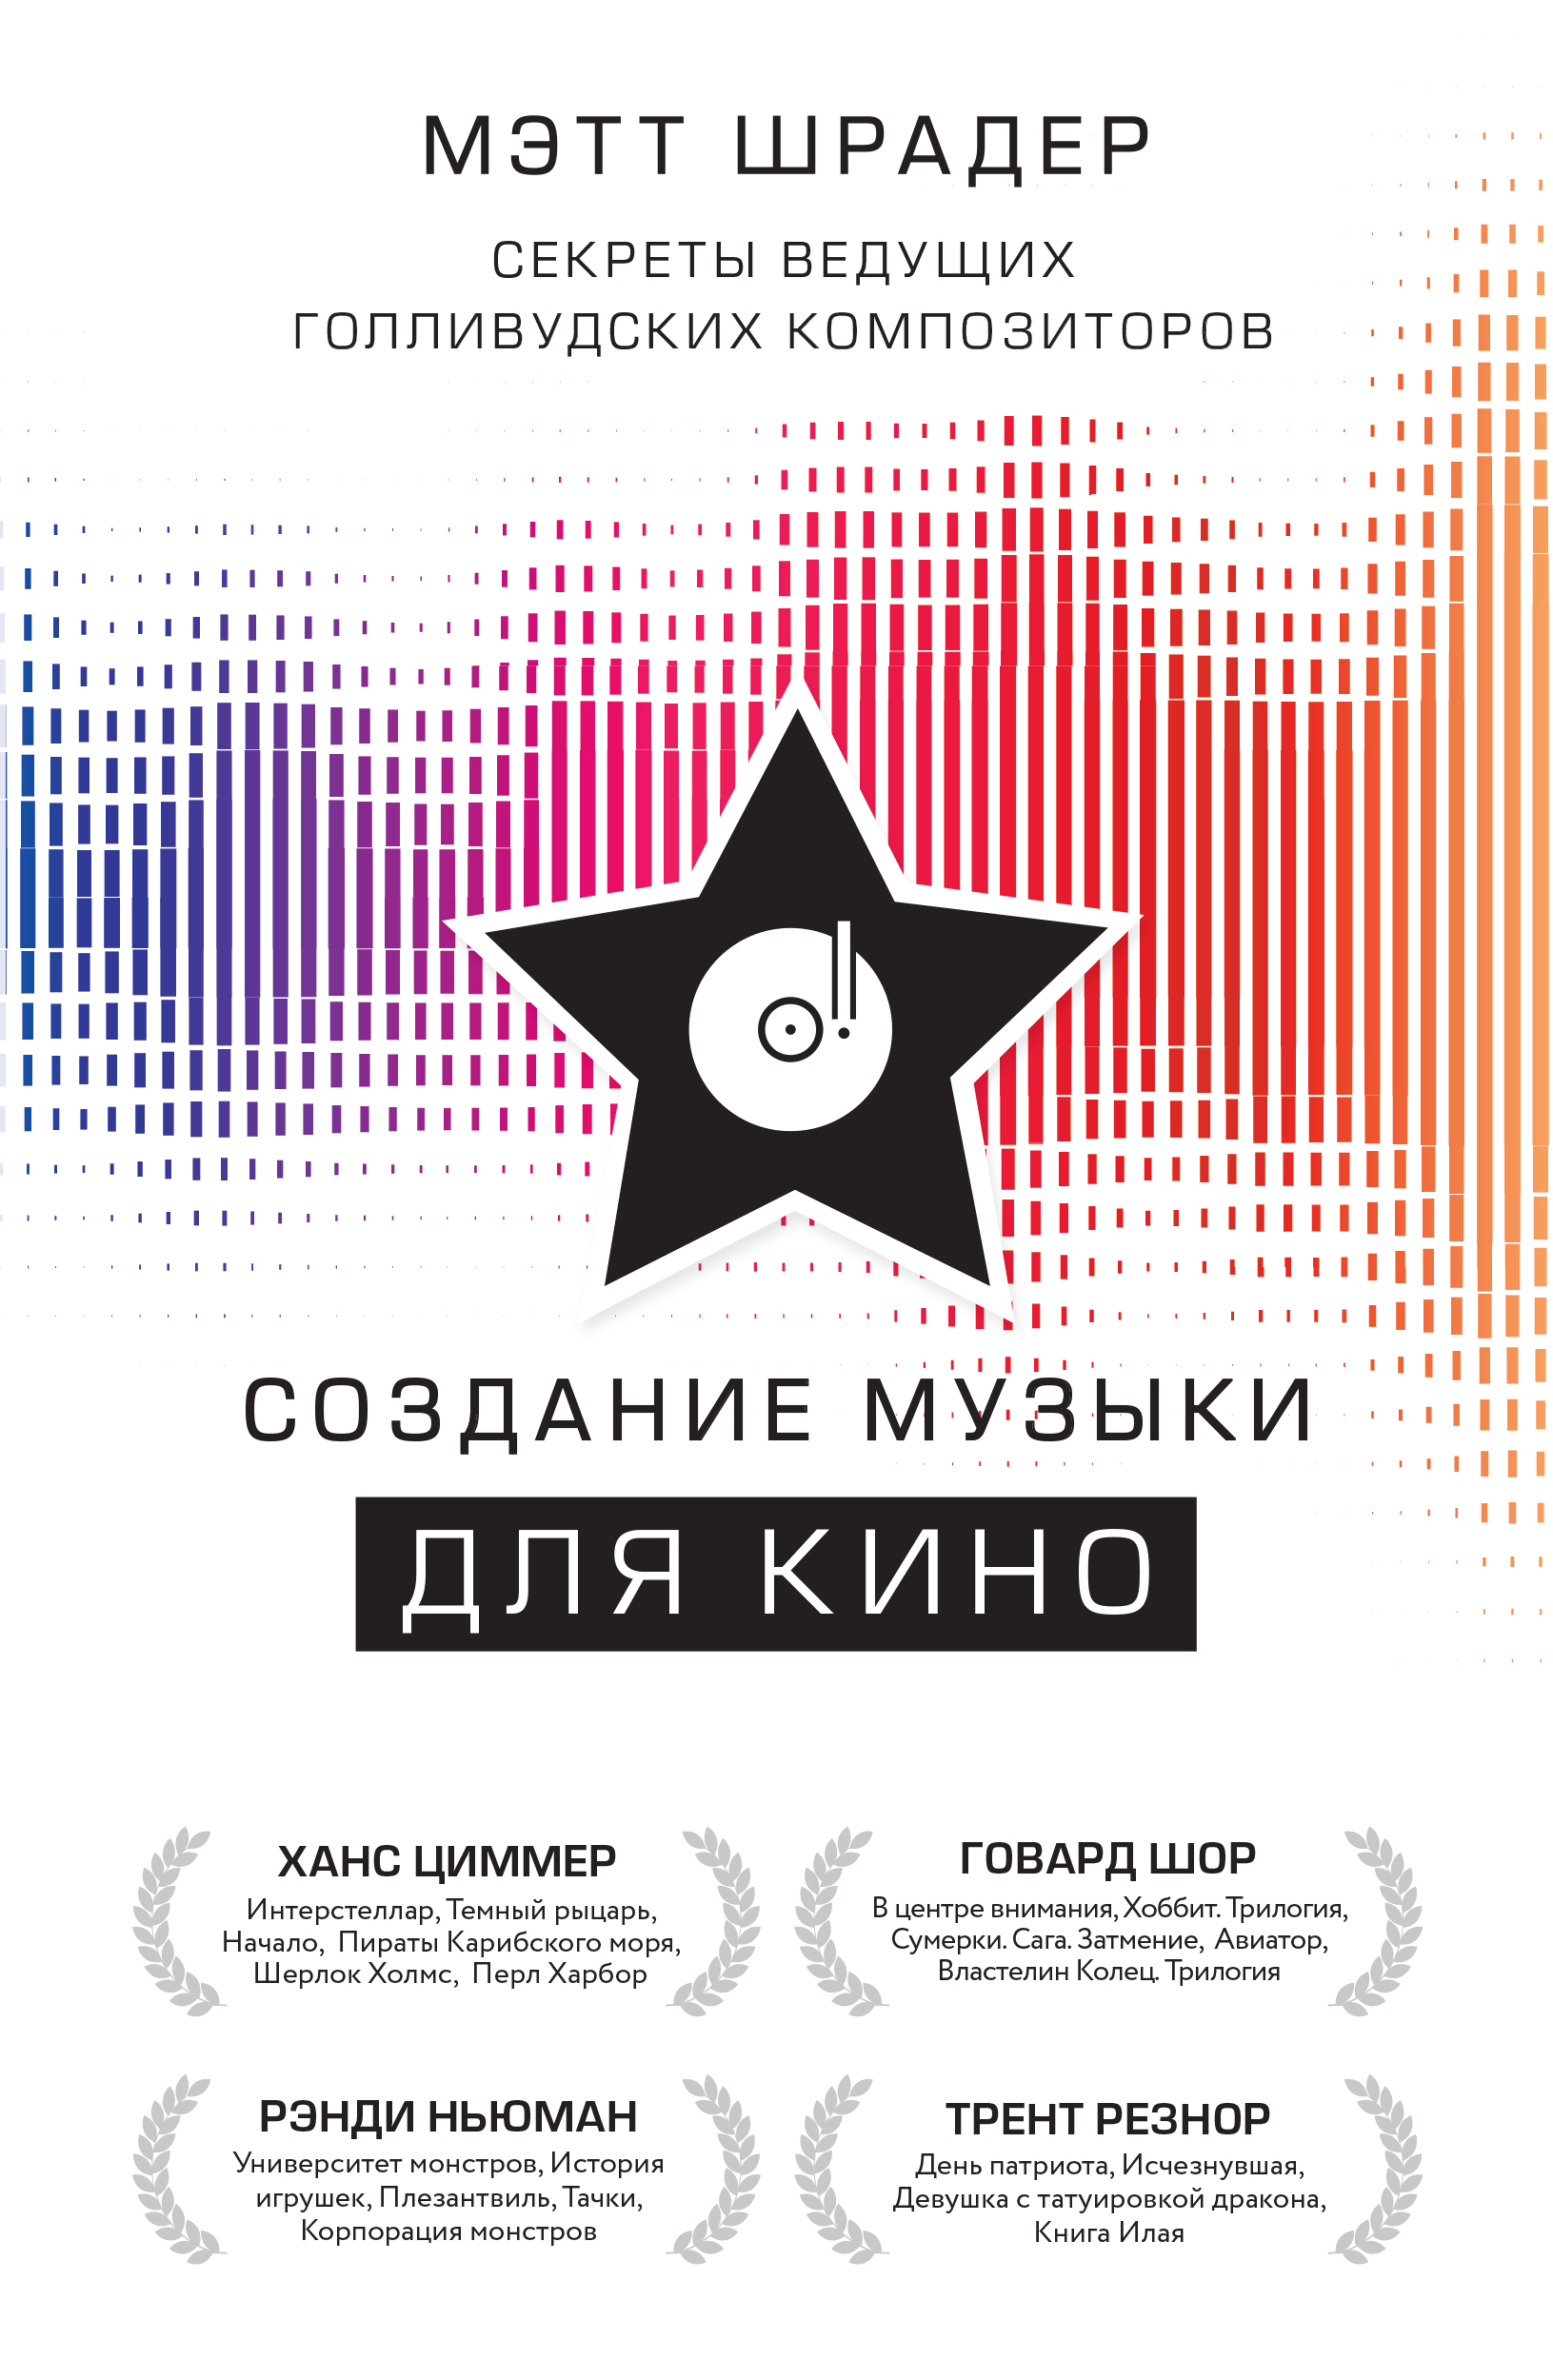 МЭТТ ШРАДЕР
СЕКРЕТЫ ВЕДУЩИХ
ГОЛЛИВУДСКИХ КОМПОЗИТОРОВ
СОЗДАНИЕ МУЗЫКИ
ДЛЯ КИНО
ХАНС ЦИММЕР
Интерстеллар, Темный рыцарь,
Начало, Пираты Карибского моря,
Шерлок Холмс, Перл Харбор
ГОВАРД ШОР
В центре внимания, Хоббит. Трилогия,
Сумерки. Сага. Затмение, Авиатор,
Властелин Колец. Трилогия
РЭНДИ НЬЮМАН
Университет монстров, История
игрушек, Плезантвиль, Тачки,
Корпорация монстров
ТРЕНТ РЕЗНОР
День патриота, Исчезнувшая,
Девушка с татуировкой дракона,
Книга Илая